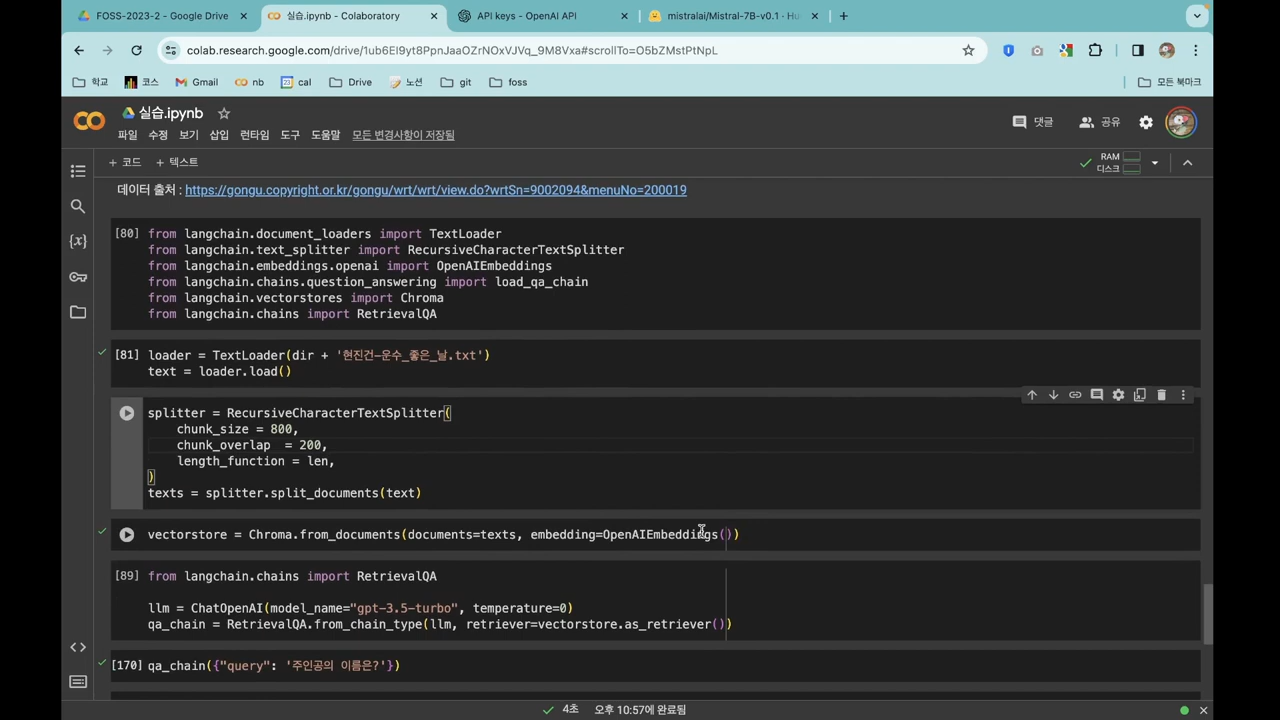 FOSS-2023-2 - Google Drive
실습.ipynb - Colaboratory
API keys - OpenAI API
mistralai/Mistral-7B-v0.1 · Hu
colab.research.google.com/drive/1ub6EI9yt8PpnJaaOZrNOxVJVq_9M8Vxa#scrollTo=O5bZMstPtNpL
학교 코스 Gmail nb cal Drive 노션 git foss 모든 북마크
실습.ipynb
댓글 공유
파일 수정 보기 삽입 런타임 도구 도움말 모든 변경사항이 저장됨
+ 코드 + 텍스트
RAM
디스크
데이터 출처 : https://gongu.copyright.or.kr/gongu/wrt/wrt/view.do?wrtSn=9002094&menuNo=200019
[80] from langchain.document_loaders import TextLoader
from langchain.text_splitter import RecursiveCharacterTextSplitter
from langchain.embeddings.openai import OpenAIEmbeddings
from langchain.chains.question_answering import load_qa_chain
from langchain.vectorstores import Chroma
from langchain.chains import RetrievalQA
[81] loader = TextLoader(dir + '현진건-운수_좋은_날.txt')
text = loader.load()
splitter = RecursiveCharacterTextSplitter(
chunk_size = 800,
chunk_overlap  = 200,
length_function = len,
)
texts = splitter.split_documents(text)
vectorstore = Chroma.from_documents(documents=texts, embedding=OpenAIEmbeddings())
[89] from langchain.chains import RetrievalQA
llm = ChatOpenAI(model_name="gpt-3.5-turbo", temperature=0)
qa_chain = RetrievalQA.from_chain_type(llm, retriever=vectorstore.as_retriever())
[170] qa_chain({"query": '주인공의 이름은?'})
4초 오후 10:57에 완료됨